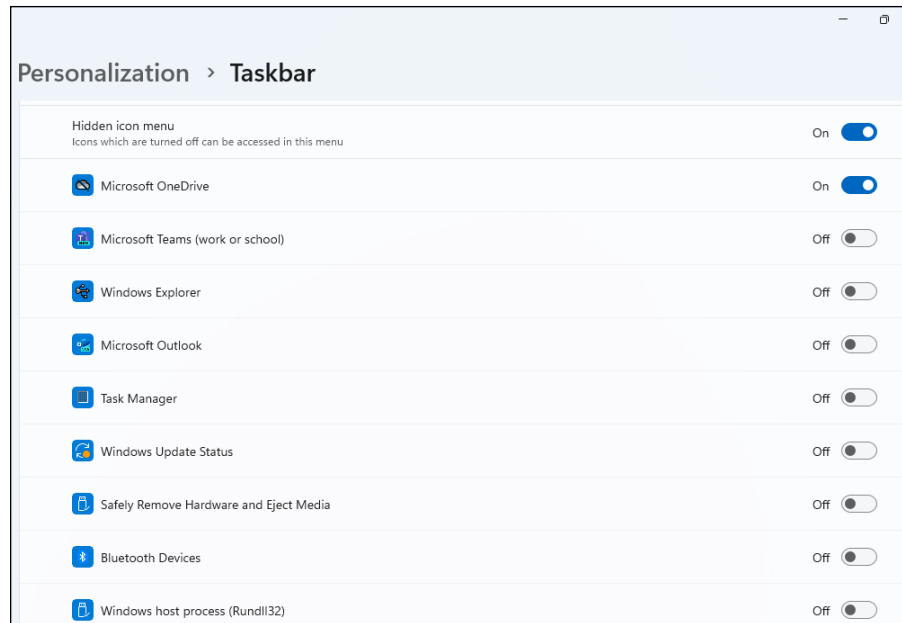 Personalization > Taskbar
Hidden icon menu
Icons which are turned off can be accessed in this menu
On
Microsoft OneDrive
On
Microsoft Teams (work or school)
Off
Windows Explorer
Off
Microsoft Outlook
Off
Task Manager
Off
Windows Update Status
Off
Safely Remove Hardware and Eject Media
Off
Bluetooth Devices
Off
Windows host process (Rundll32)
Off